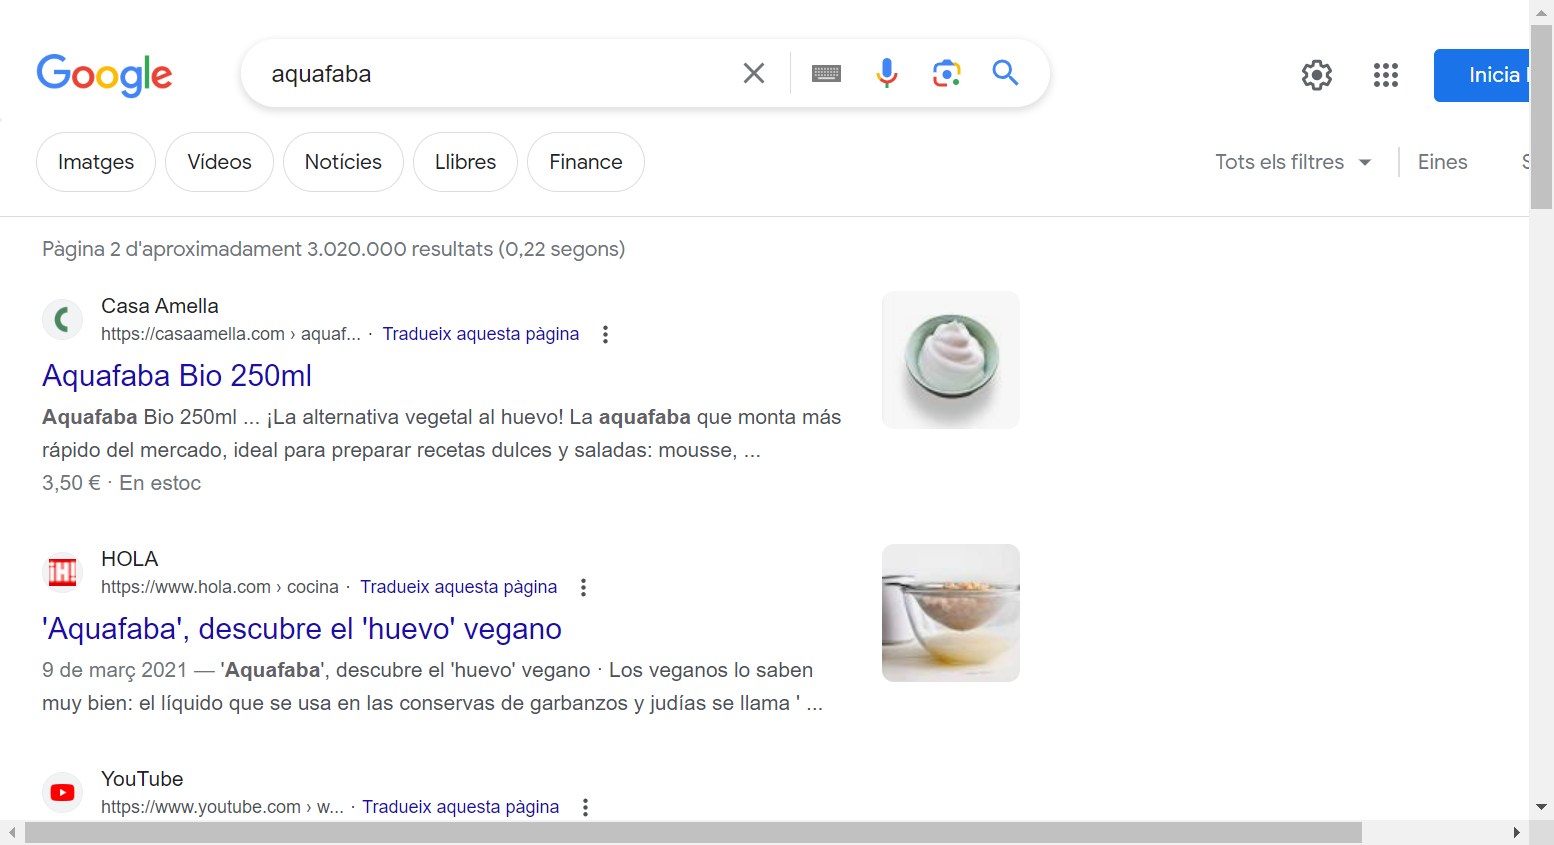 Google
aquafaba
Inicia
Imatges
Vídeos
Notícies
Llibres
Finance
Tots els filtres
Eines
Pàgina 2 d'aproximadament 3.020.000 resultats (0,22 segons)
Casa Amella
https://casaamella.com › aquaf... · Tradueix aquesta pàgina
Aquafaba Bio 250ml
Aquafaba Bio 250ml ... ¡La alternativa vegetal al huevo! La aquafaba que monta más
rápido del mercado, ideal para preparar recetas dulces y saladas: mousse, ...
3,50 € · En estoc
HOLA
¡HOLA!
https://www.hola.com › cocina · Tradueix aquesta pàgina
'Aquafaba', descubre el 'huevo' vegano
9 de març 2021 — 'Aquafaba', descubre el 'huevo' vegano · Los veganos lo saben
muy bien: el líquido que se usa en las conservas de garbanzos y judías se llama ' ...
YouTube
https://www.youtube.com › w... · Tradueix aquesta pàgina